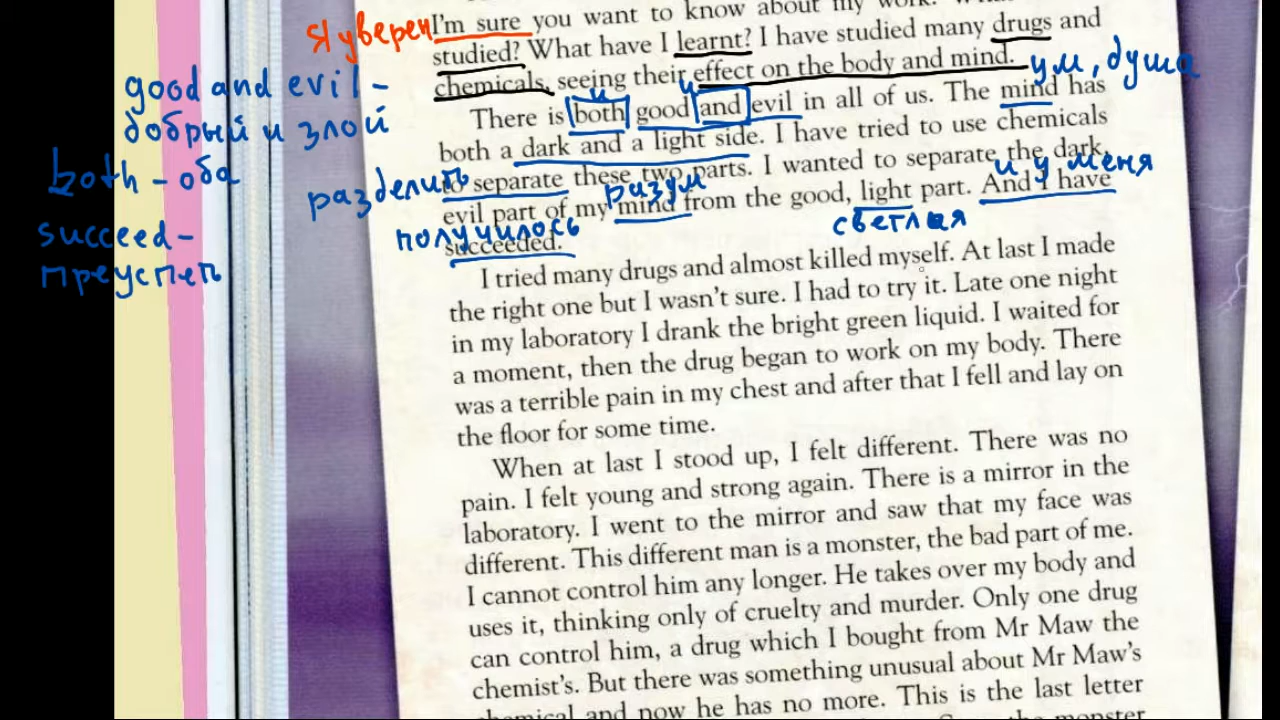 I'm sure you want to know about my work.
studied? What have I learnt? I have studied many drugs and
chemicals, seeing their effect on the body and mind.
There is both good and evil in all of us. The mind has
both a dark and a light side. I have tried to use chemicals
to separate these two parts. I wanted to separate the dark,
evil part of my mind from the good, light part. And I have
succeeded.
I tried many drugs and almost killed myself. At last I made
the right one but I wasn't sure. I had to try it. Late one night
in my laboratory I drank the bright green liquid. I waited for
a moment, then the drug began to work on my body. There
was a terrible pain in my chest and after that I fell and lay on
the floor for some time.
When at last I stood up, I felt different. There was no
pain. I felt young and strong again. There is a mirror in the
laboratory. I went to the mirror and saw that my face was
different. This different man is a monster, the bad part of me.
I cannot control him any longer. He takes over my body and
uses it, thinking only of cruelty and murder. Only one drug
can control him, a drug which I bought from Mr Maw the
chemist's. But there was something unusual about Mr Maw's
chemical and now he has no more. This is the last letter
the monster
Я уверен
ум, душа
и и
good and evil -
добрый и злой
both - оба
разделить
разум
и у меня
получилось
светлая
succeed -
преуспеть